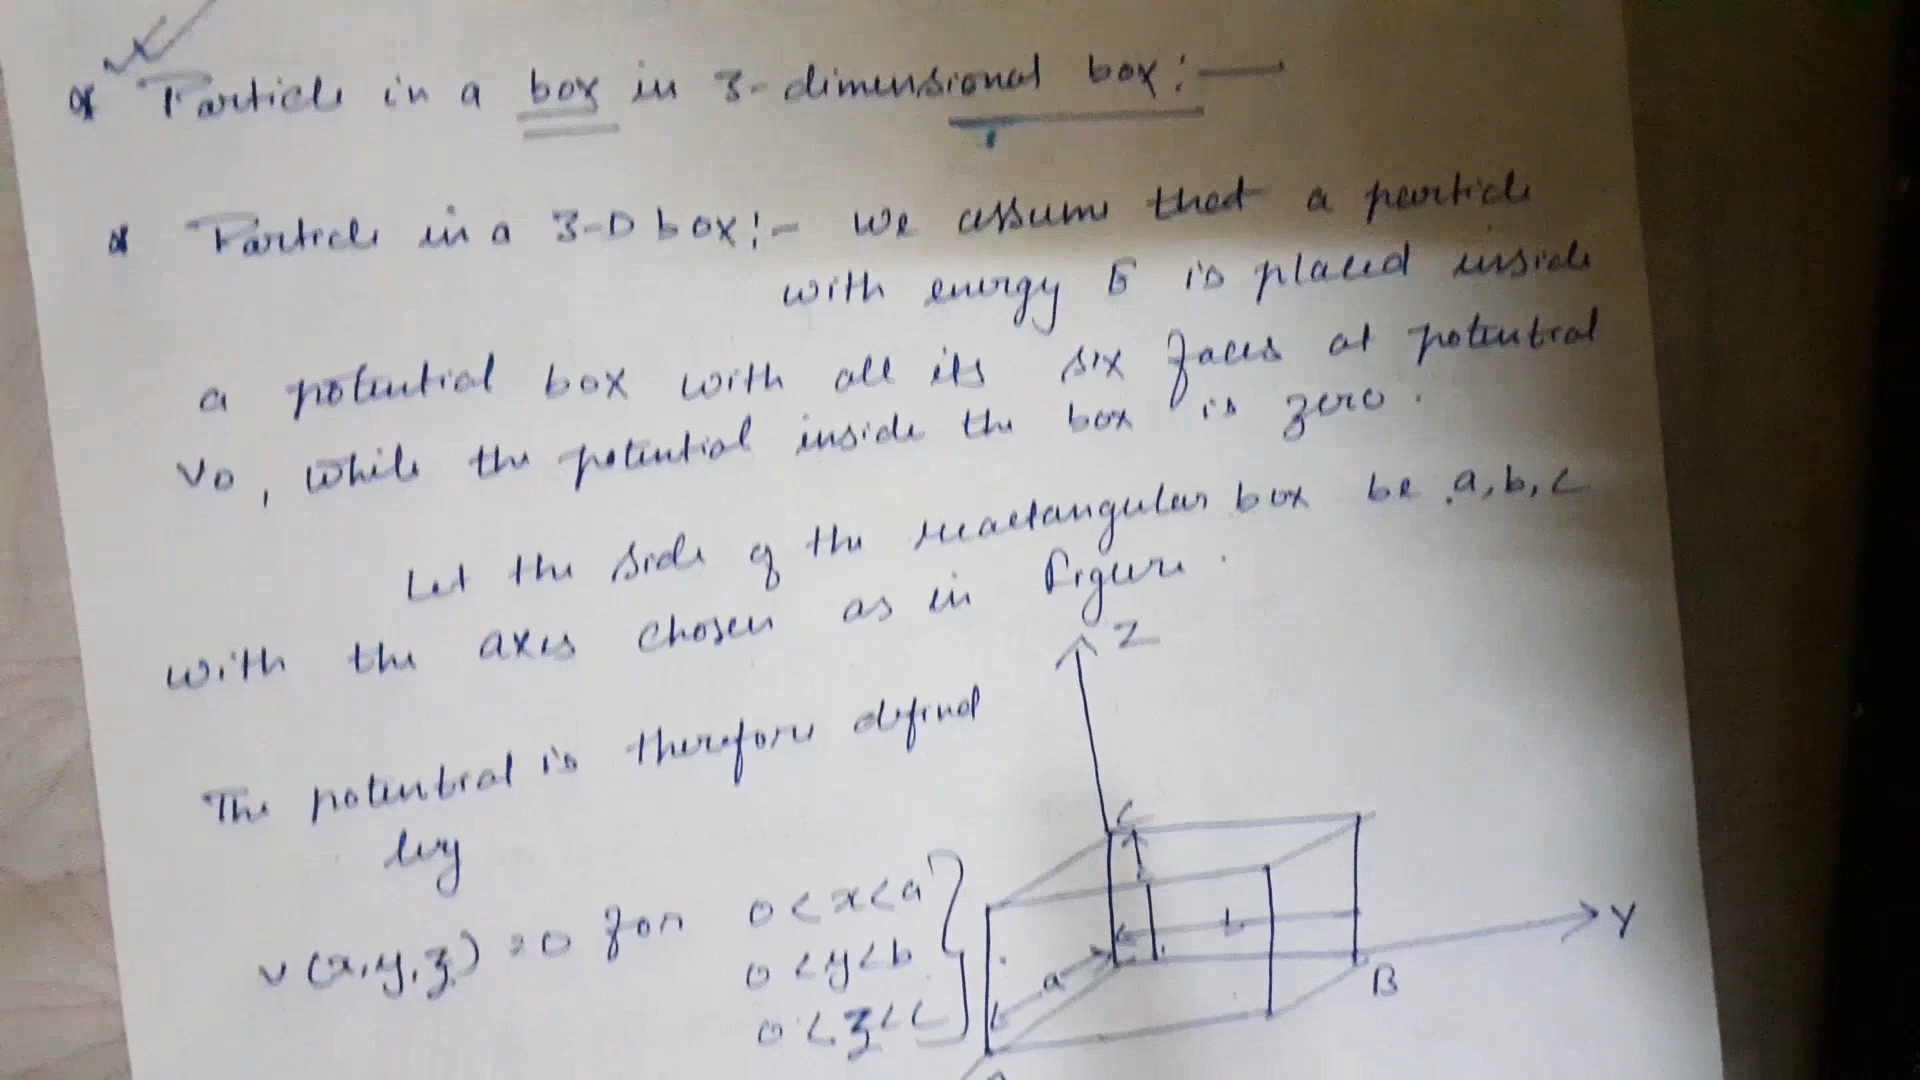 Particle in a box in 3-dimensional box:—
Particle in a 3-D box:- we assume that a particle
with energy E is placed inside
a potential box with all its six faces at potential
V0, while the potential inside the box is zero.
Let the side of the reactangular box be a, b, c
with the axes chosen as in figure.
The potential is therefore defined
by
V(x,y,z) = 0 for 0<x<a
0<y<b
0<z<c
Z
C
b
a
Y
B